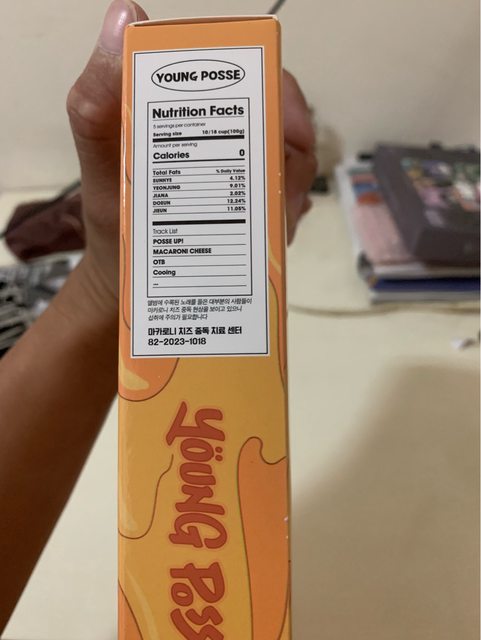 YOUNG POSSE
Nutrition Facts
5 servings per container
Serving size 10/18 cup(100g)
Amount per serving
Calories 0
% Daily Value
Total Fats
SUNHYE 4.12%
YEONJUNG 9.01%
JIANA 2.02%
DOEUN 12.24%
JIEUN 11.05%
Track List
POSSE UP!
MACARONI CHEESE
OTB
Cooing
...
앨범에 수록된 노래를 들은 대부분의 사람들이
마카로니 치즈 중독 현상을 보이고 있으니
섭취에 주의가 필요합니다
마카로니 치즈 중독 치료 센터
82-2023-1018
YOUNG POSS